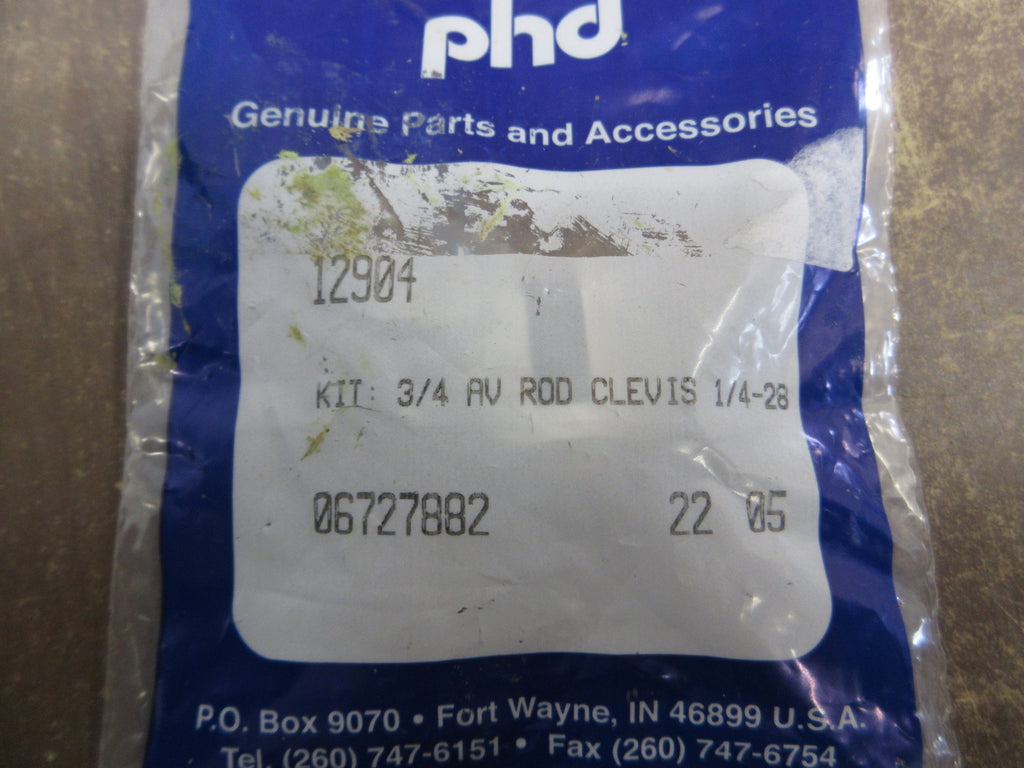 phd
Genuine Parts and Accessories
12904
KIT: 3/4 AV ROD CLEVIS 1/4-28
06727882 22 05
P.O. Box 9070 • Fort Wayne, IN 46899 U.S.A.
Tel. (260) 747-6151 • Fax (260) 747-6754